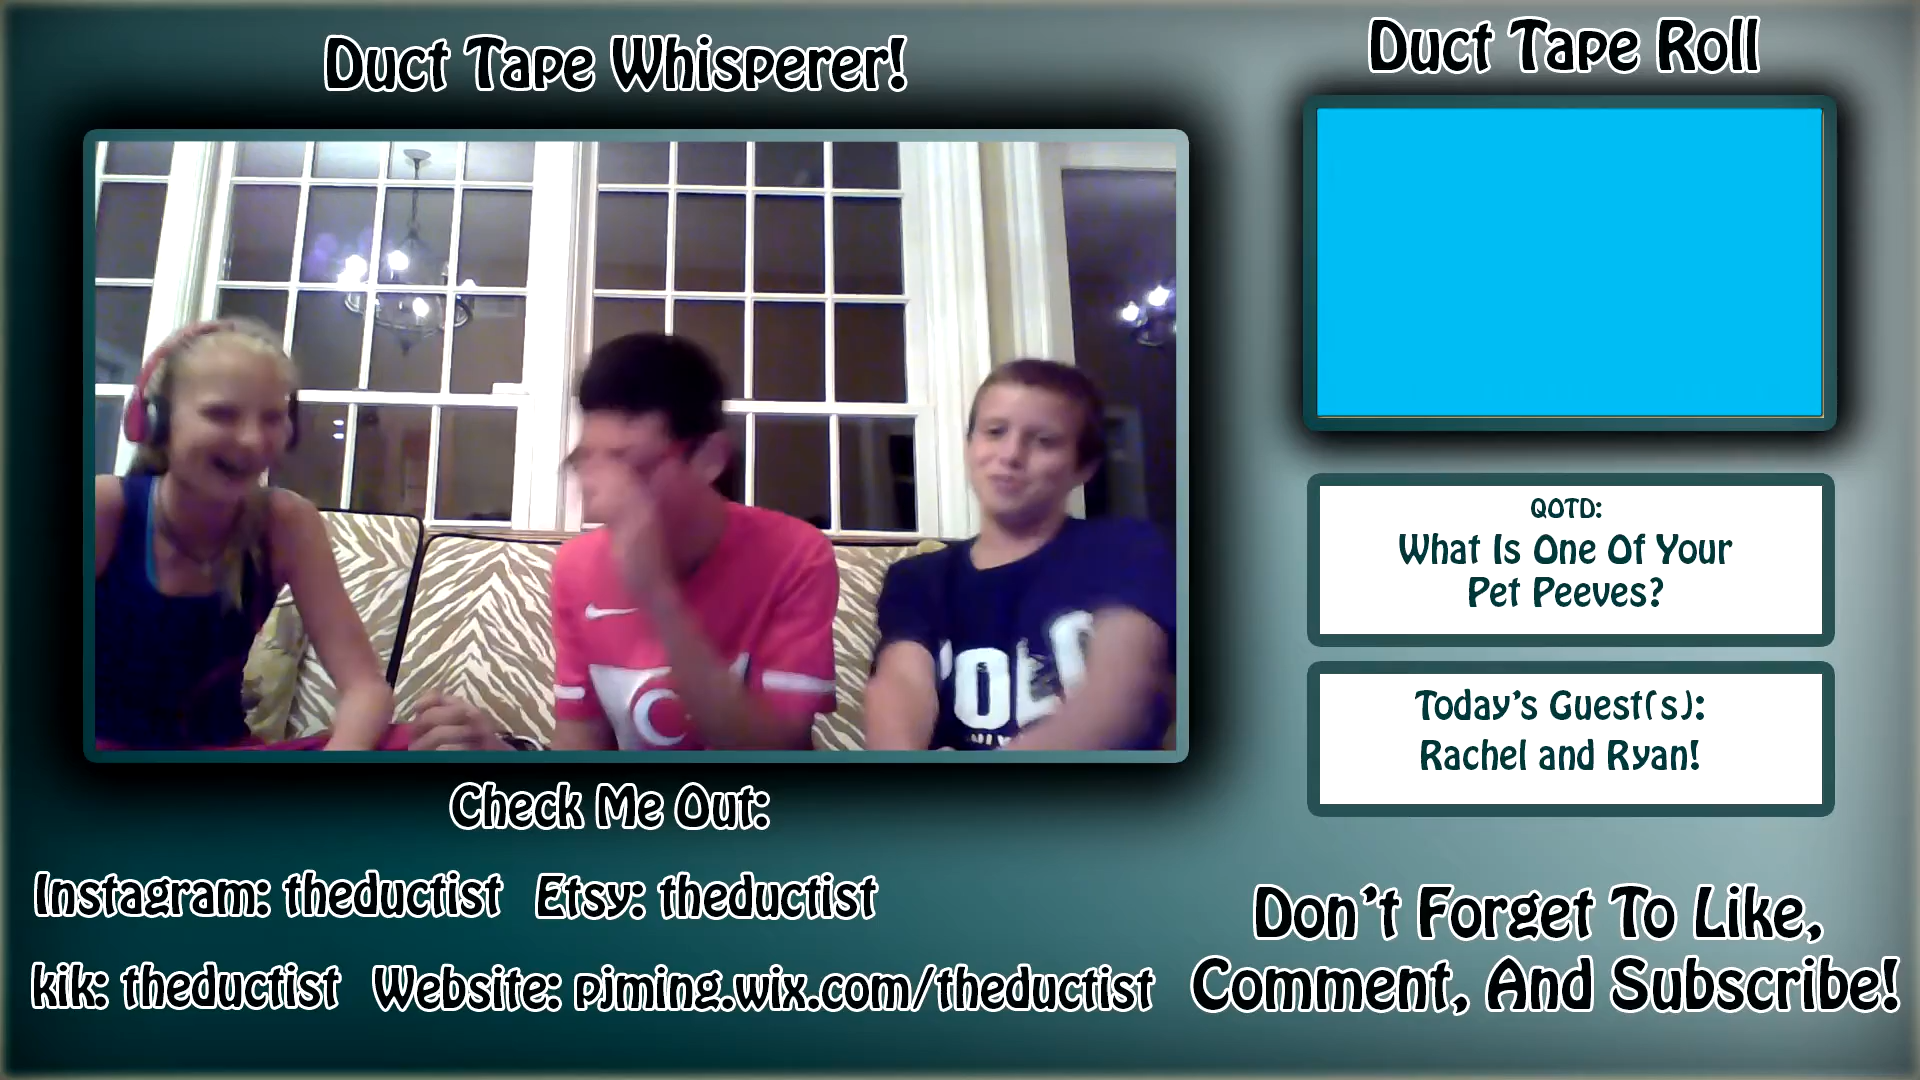 Duct Tape Whisperer!
Duct Tape Roll
QOTD:
What Is One Of Your
Pet Peeves?
Today's Guest(s):
Rachel and Ryan!
Check Me Out:
Instagram: theductist Etsy: theductist
kik: theductist Website: pjming.wix.com/theductist
Don't Forget To Like,
Comment, And Subscribe!